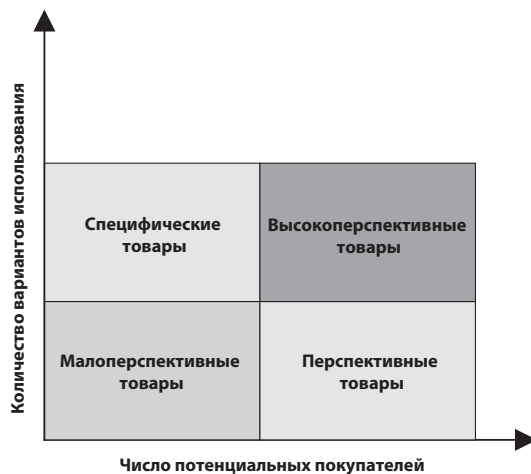 Количество вариантов использования
Специфические
товары
Высокоперспективные
товары
Малоперспективные
товары
Перспективные
товары
Число потенциальных покупателей